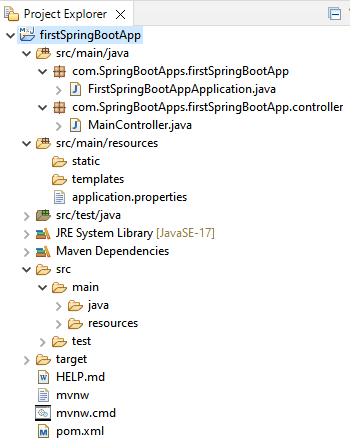 Project Explorer
firstSpringBootApp
src/main/java
com.SpringBootApps.firstSpringBootApp
FirstSpringBootAppApplication.java
com.SpringBootApps.firstSpringBootApp.controller
MainController.java
src/main/resources
static
templates
application.properties
src/test/java
JRE System Library [JavaSE-17]
Maven Dependencies
src
main
java
resources
test
target
HELP.md
mvnw
mvnw.cmd
pom.xml